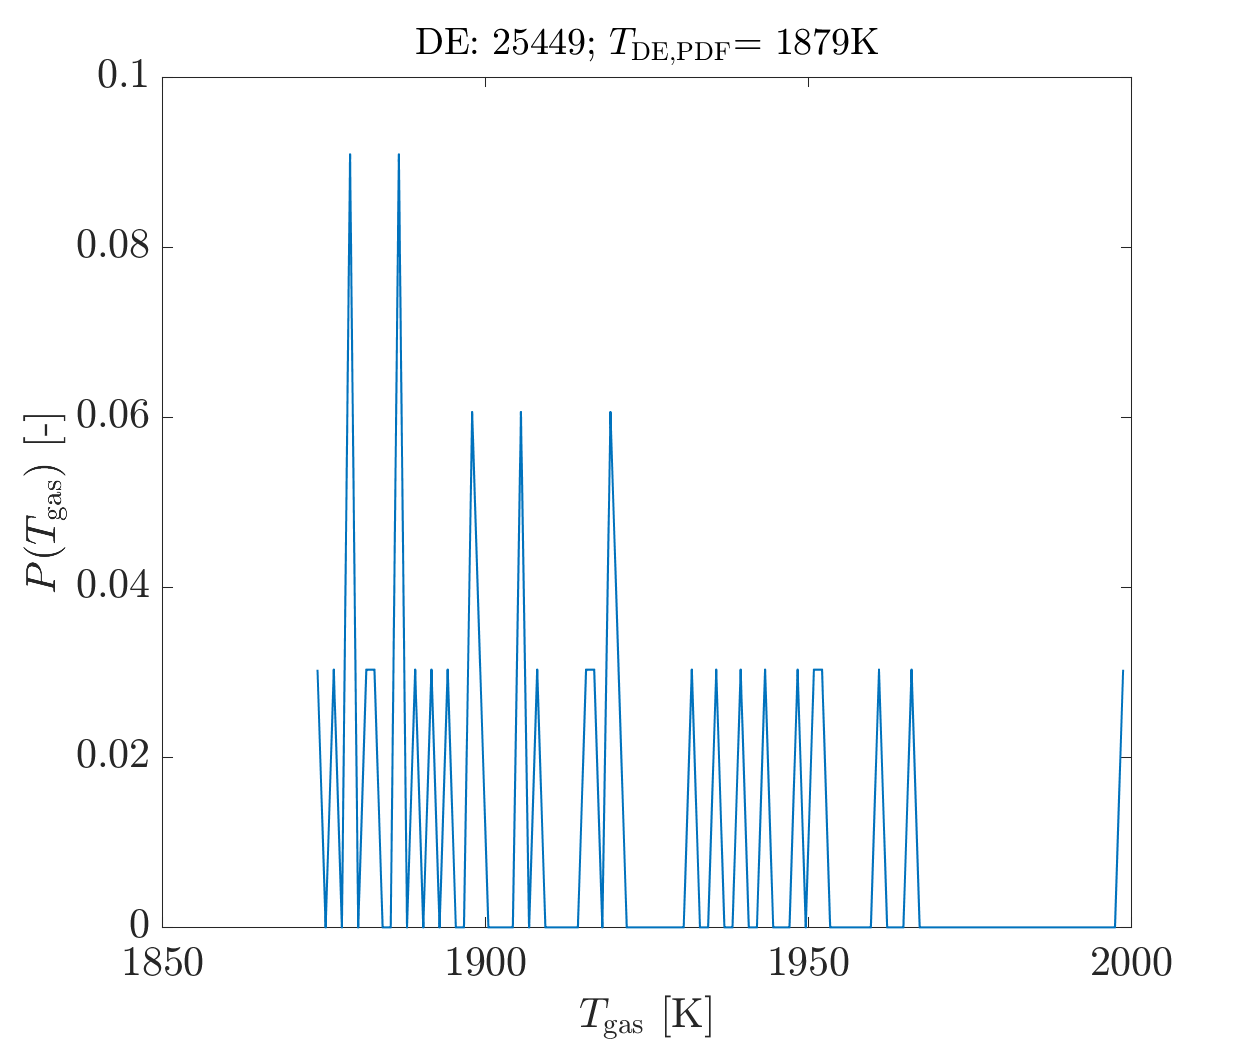 DE: 25449; T_DE,PDF= 1879K
0.1
0.08
0.06
0.04
0.02
0
P(T_gas) [-]
1850 1900 1950 2000
T_gas [K]